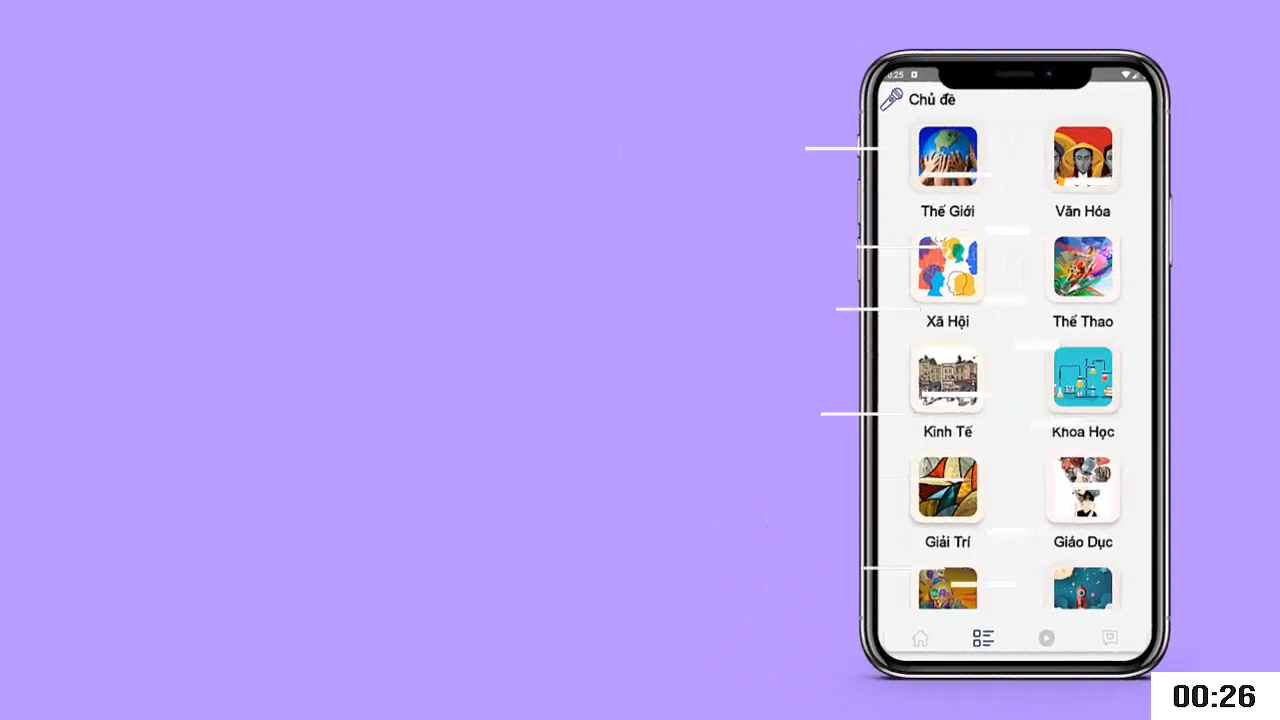 0:25
Chủ đề
Thế Giới
Văn Hóa
Xã Hội
Thể Thao
Kinh Tế
Khoa Học
Giải Trí
Giáo Dục
00:26